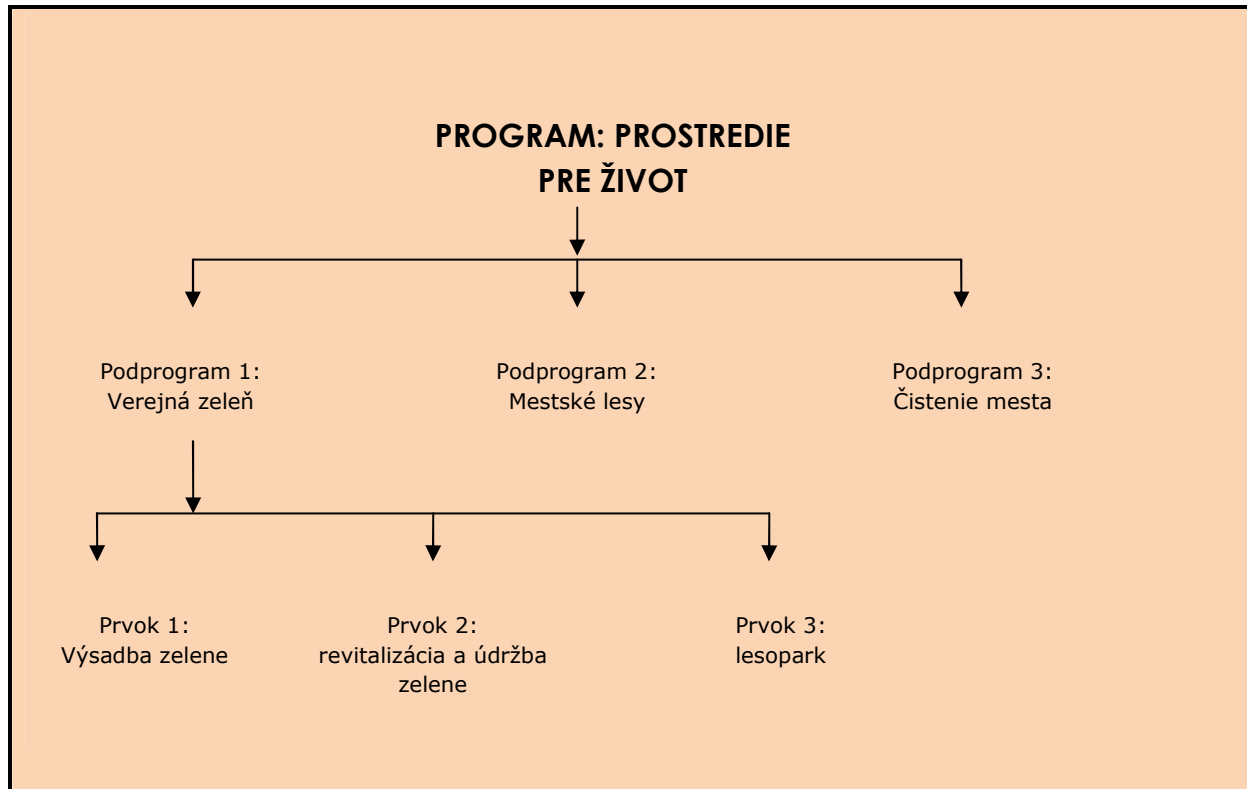 PROGRAM: PROSTREDIE
PRE ŽIVOT
Podprogram 1:
Verejná zeleň
Podprogram 2:
Mestské lesy
Podprogram 3:
Čistenie mesta
Prvok 1:
Výsadba zelene
Prvok 2:
revitalizácia a údržba
zelene
Prvok 3:
lesopark